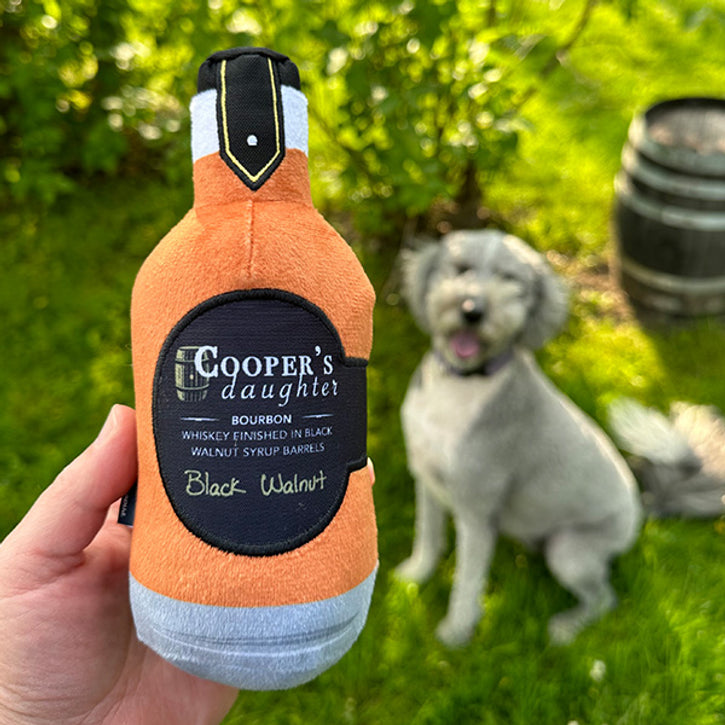 COOPER'S
daughter
BOURBON
WHISKEY FINISHED IN BLACK
WALNUT SYRUP BARRELS
Black Walnut